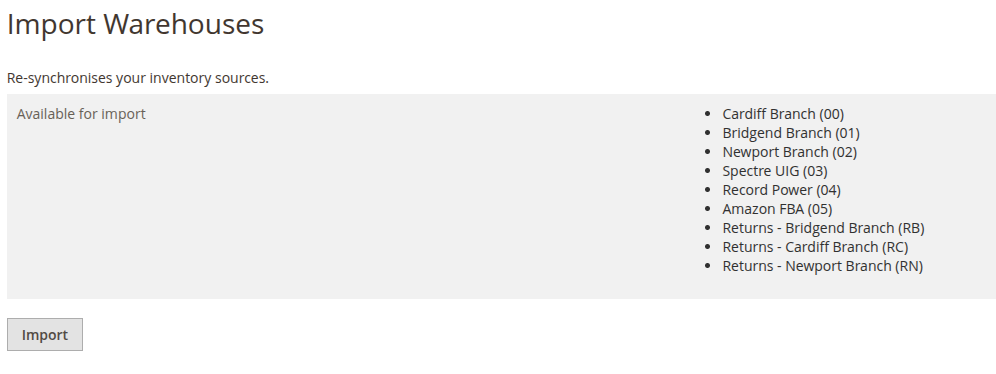 Import Warehouses
Re-synchronises your inventory sources.
Available for import
Cardiff Branch (00)
Bridgend Branch (01)
Newport Branch (02)
Spectre UIG (03)
Record Power (04)
Amazon FBA (05)
Returns - Bridgend Branch (RB)
Returns - Cardiff Branch (RC)
Returns - Newport Branch (RN)
Import